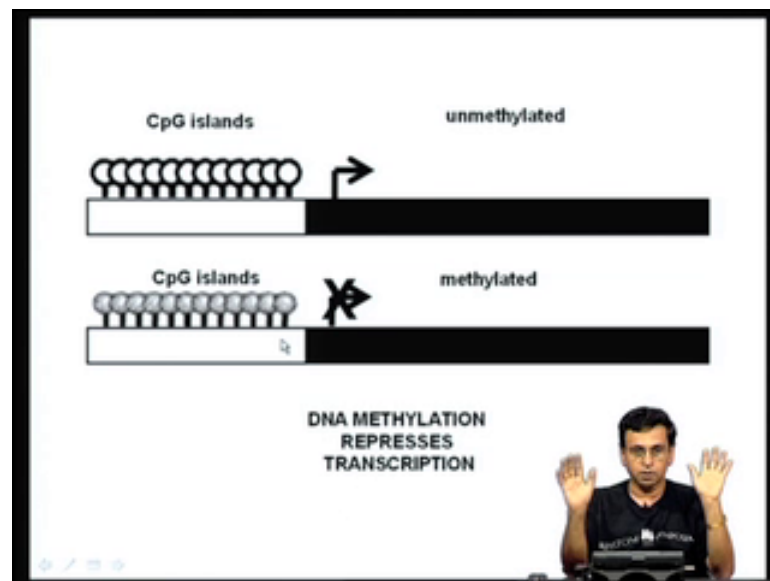 CpG islands
unmethylated
CpG islands
methylated
DNA METHYLATION
REPRESSES
TRANSCRIPTION